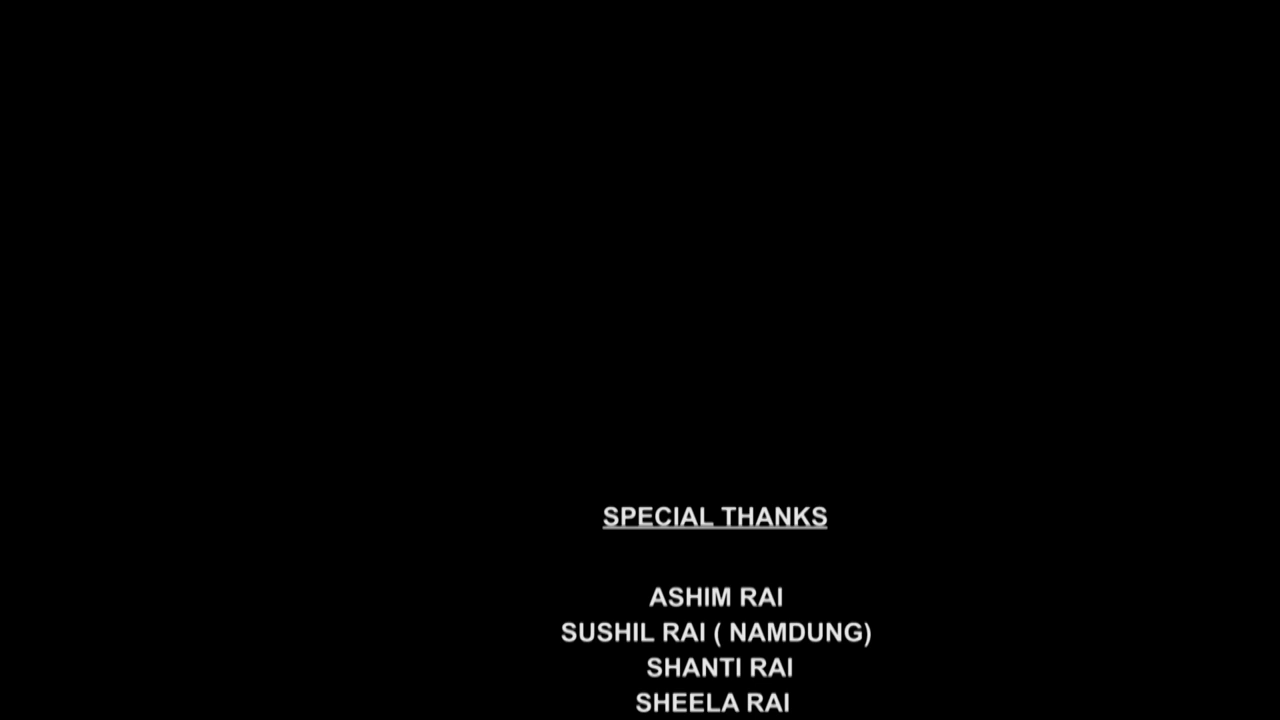 SPECIAL THANKS
ASHIM RAI
SUSHIL RAI ( NAMDUNG)
SHANTI RAI
SHEELA RAI